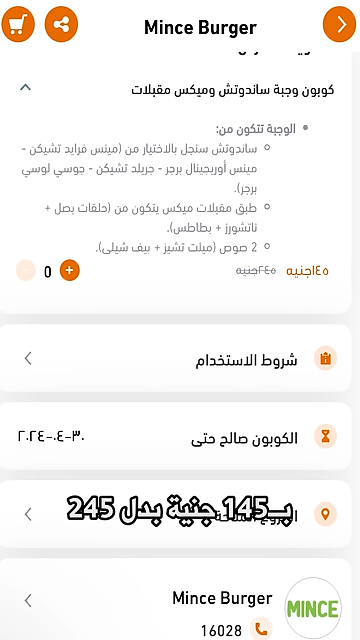 Mince Burger
كوبون وجبة ساندوتش وميكس مقبلات
الوجبة تتكون من:
ساندوتش سنجل بالاختيار من (مينس فرايد تشيكن -
مينس أوريجينال برجر - جريلد تشيكن - جوسي لوسي
برجر).
طبق مقبلات ميكس يتكون من (حلقات بصل +
ناتشورز + بطاطس).
2 صوص (ميلت تشيز + بيف شيلى).
١٤٥جنيه ٢٤٥جنيه
0
شروط الاستخدام
الكوبون صالح حتى
٣٠-٠٤-٢٠٢٤
بـ145 جنية بدل 245
Mince Burger
16028
MINCE